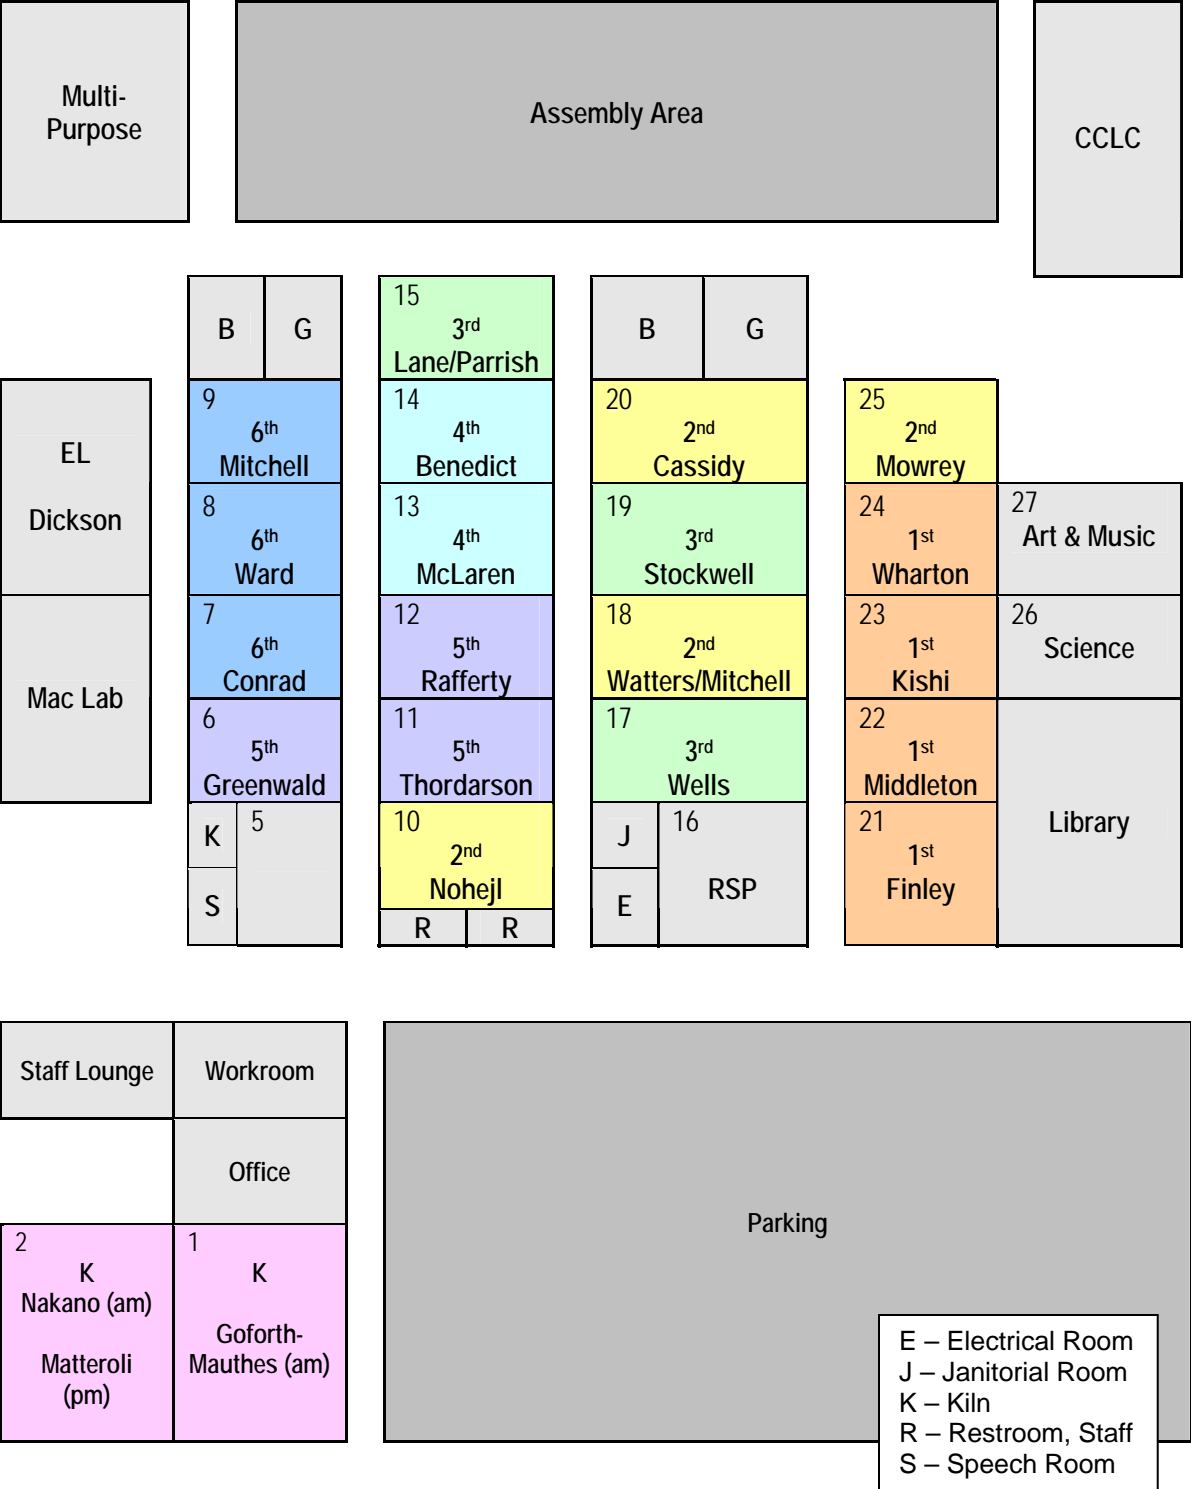 Multi-
Purpose
Assembly Area
CCLC
B
G
15
3rd
Lane/Parrish
B
G
EL
Dickson
9
6th
Mitchell
14
4th
Benedict
20
2nd
Cassidy
25
2nd
Mowrey
8
6th
Ward
13
4th
McLaren
19
3rd
Stockwell
24
1st
Wharton
27
Art & Music
Mac Lab
7
6th
Conrad
12
5th
Rafferty
18
2nd
Watters/Mitchell
23
1st
Kishi
26
Science
6
5th
Greenwald
11
5th
Thordarson
17
3rd
Wells
22
1st
Middleton
Library
K
5
S
10
2nd
Nohejl
R
R
J
E
16
RSP
21
1st
Finley
Staff Lounge
Workroom
Office
Parking
2
K
Nakano (am)
Matteroli
(pm)
1
K
Goforth-
Mauthes (am)
E – Electrical Room
J – Janitorial Room
K – Kiln
R – Restroom, Staff
S – Speech Room